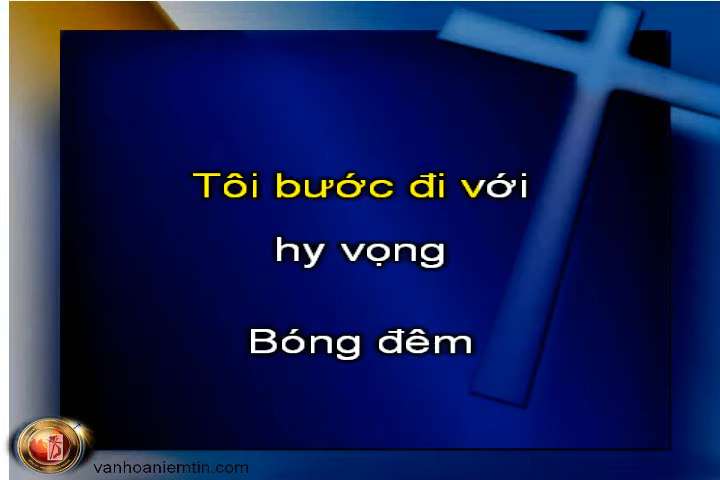 Tôi bước đi với
hy vọng
Bóng đêm
vanhoaniemtin.com